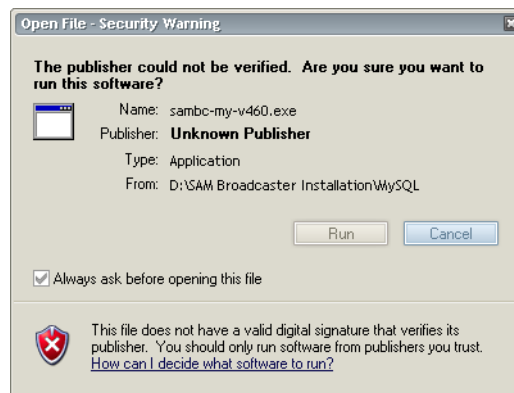 Open File - Security Warning
The publisher could not be verified.  Are you sure you want to
run this software?
Name: sambc-my-v460.exe
Publisher: Unknown Publisher
Type: Application
From: D:\SAM Broadcaster Installation\MySQL
Run Cancel
Always ask before opening this file
This file does not have a valid digital signature that verifies its
publisher.  You should only run software from publishers you trust.
How can I decide what software to run?